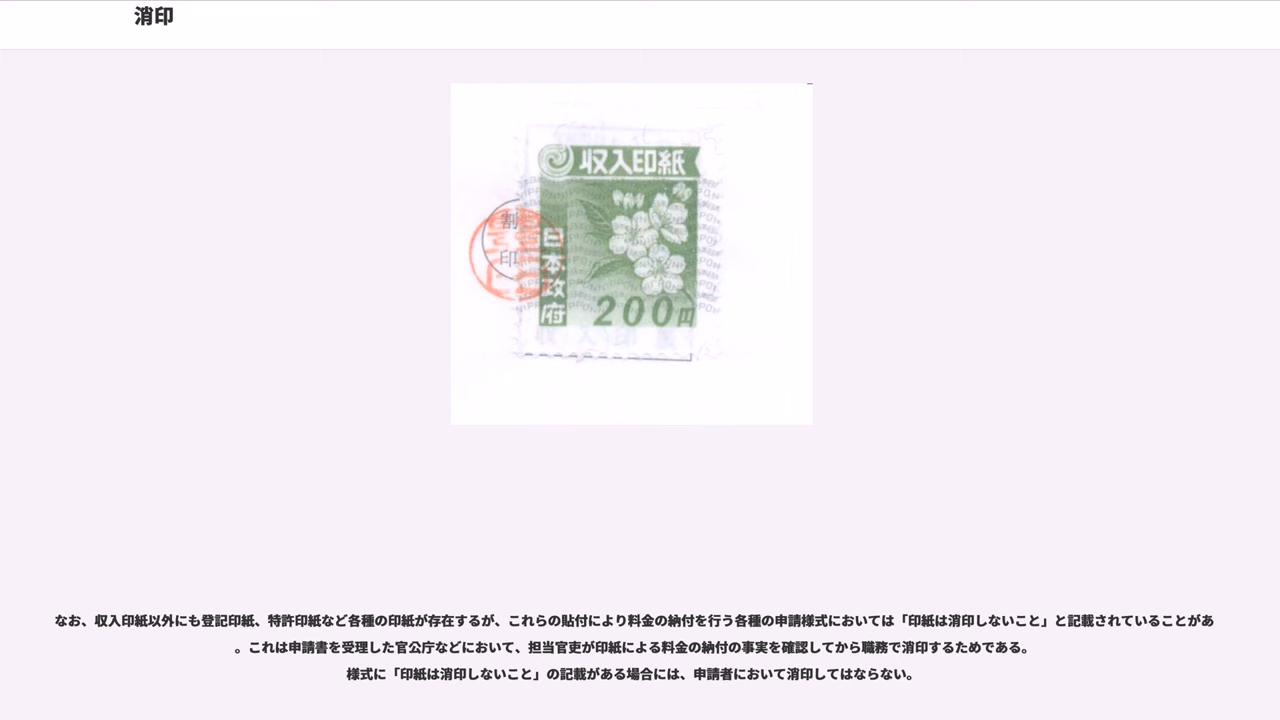 消印
収入印紙
割
印
日本政府
200円
なお、収入印紙以外にも登記印紙、特許印紙など各種の印紙が存在するが、これらの貼付により料金の納付を行う各種の申請様式においては「印紙は消印しないこと」と記載されていることがあ
。これは申請書を受理した官公庁などにおいて、担当官吏が印紙による料金の納付の事実を確認してから職務で消印するためである。
様式に「印紙は消印しないこと」の記載がある場合には、申請者において消印してはならない。